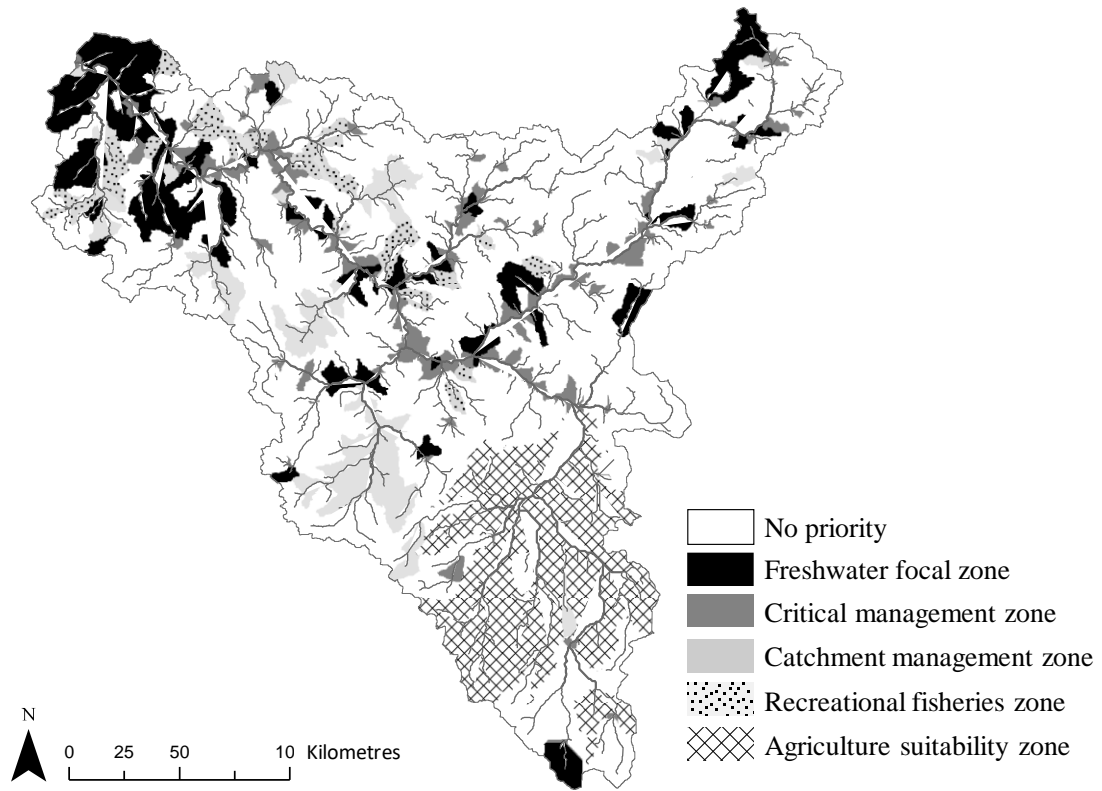 No priority
Freshwater focal zone
Critical management zone
Catchment management zone
Recreational fisheries zone
Agriculture suitability zone
N
0 25 50 10 Kilometres